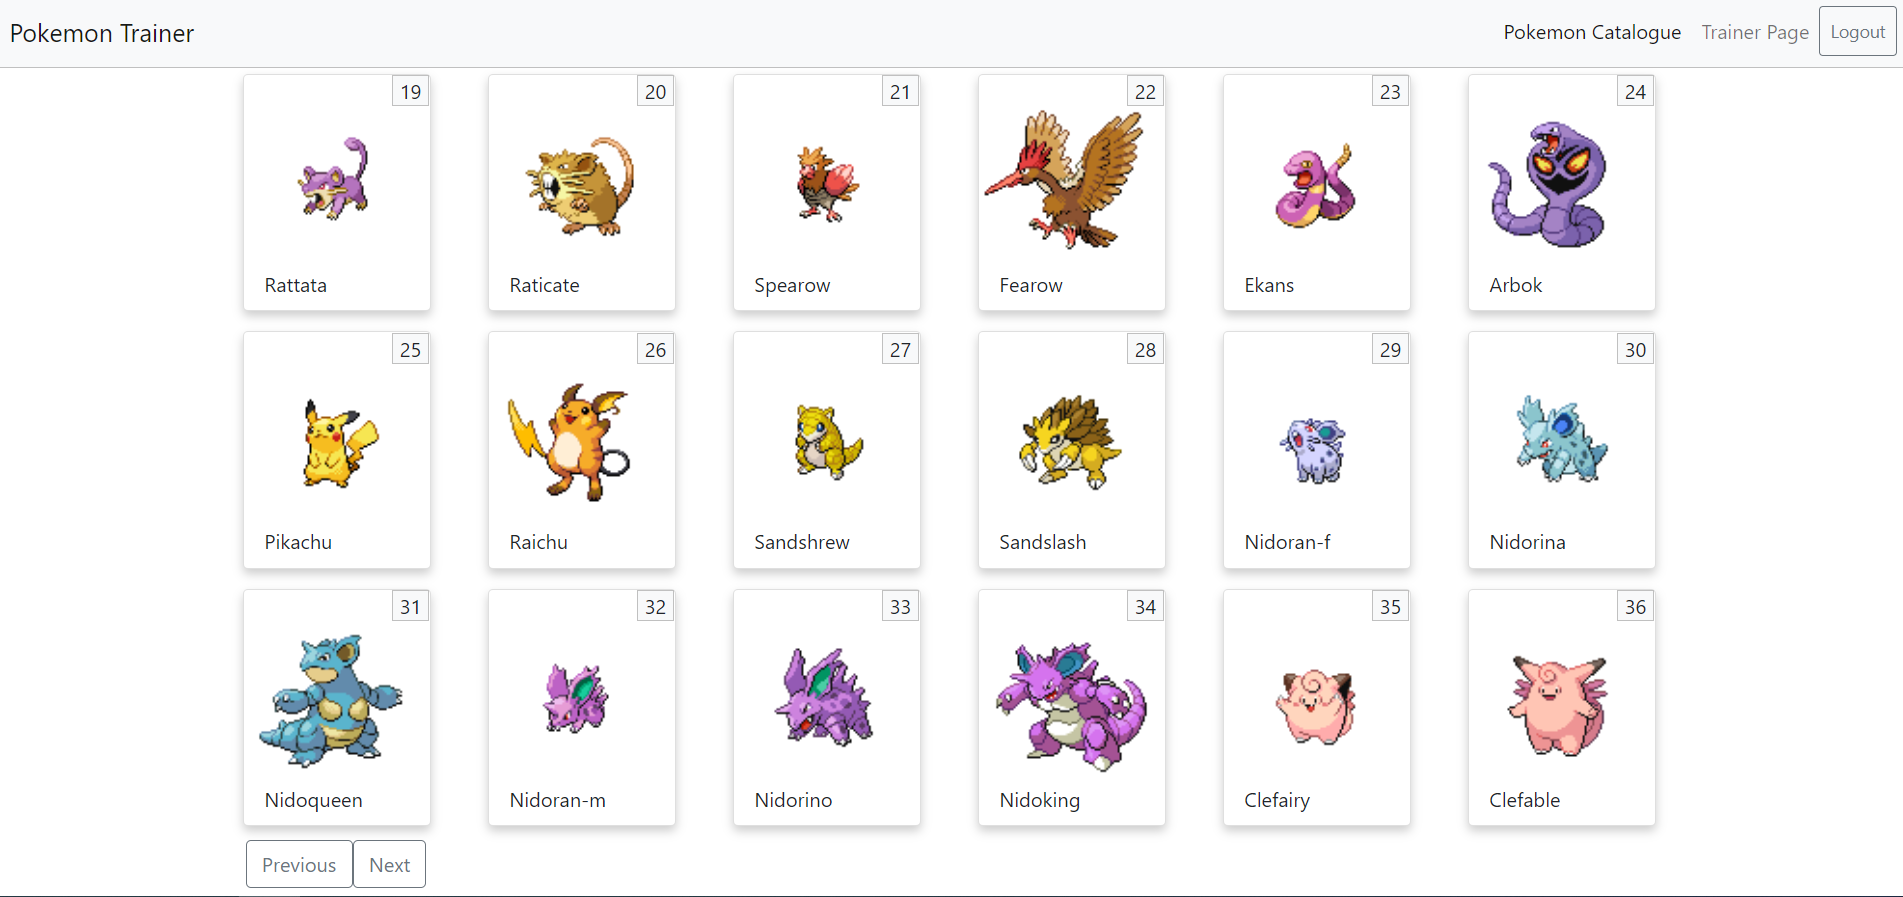 Pokemon Trainer Pokemon Catalogue Trainer Page Logout
19 20 21 22 23 24
Rattata Raticate Spearow Fearow Ekans Arbok
25 26 27 28 29 30
Pikachu Raichu Sandshrew Sandslash Nidoran-f Nidorina
31 32 33 34 35 36
Nidoqueen Nidoran-m Nidorino Nidoking Clefairy Clefable
Previous Next